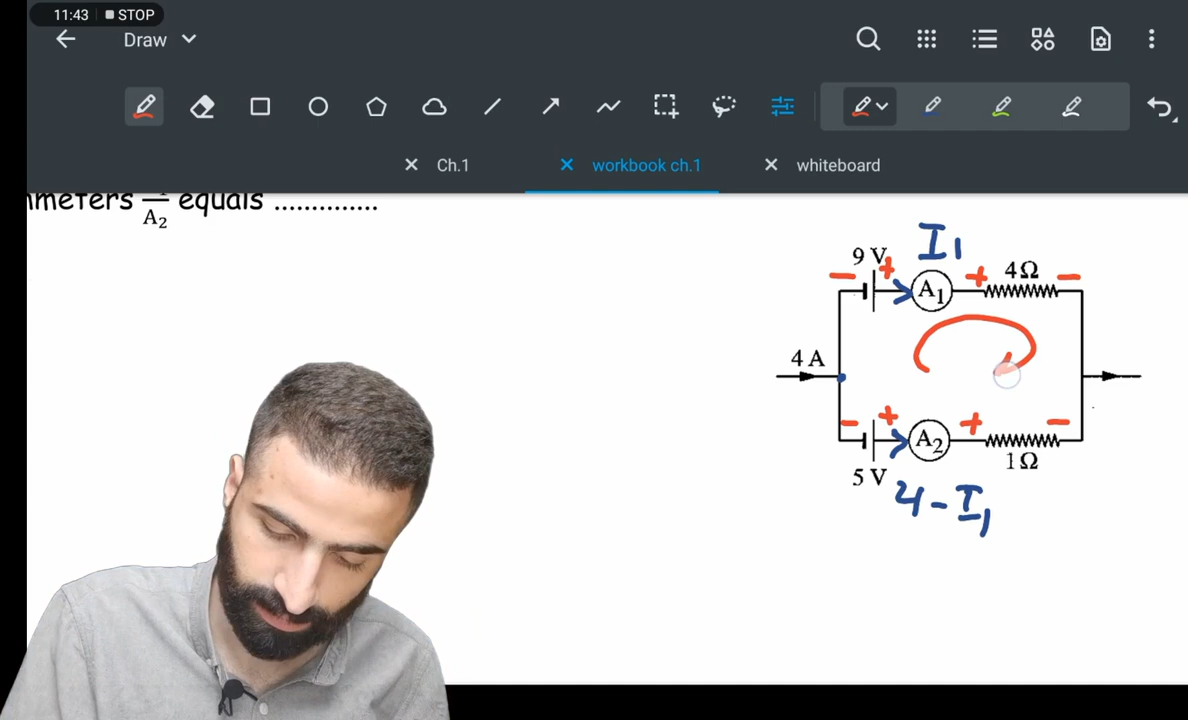 11:43 STOP
Draw
Ch.1
workbook ch.1
whiteboard
equals ..............
A₂
I₁
9 V
4Ω
A₁
4 A
A₂
1Ω
5 V
4 - I₁